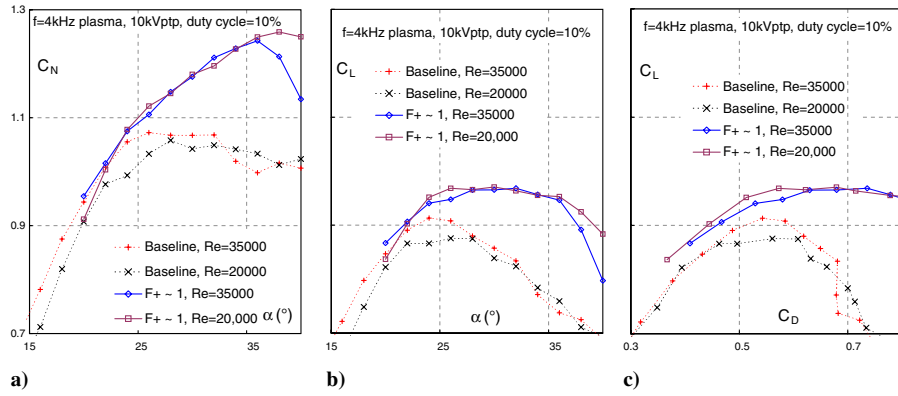 f=4kHz plasma, 10kVptp, duty cycle=10%
1.3
C_N
1.1
0.9
0.7
Baseline, Re=35000
Baseline, Re=20000
F+ ~ 1, Re=35000
F+ ~ 1, Re=20,000
α(°)
15
25
35
a)
f=4kHz plasma, 10kVptp, duty cycle=10%
C_L
Baseline, Re=35000
Baseline, Re=20000
F+ ~ 1, Re=35000
F+ ~ 1, Re=20,000
α(°)
15
25
35
b)
f=4kHz plasma, 10kVptp, duty cycle=10%
C_L
Baseline, Re=35000
Baseline, Re=20000
F+ ~ 1, Re=35000
F+ ~ 1, Re=20,000
C_D
0.3
0.5
0.7
c)